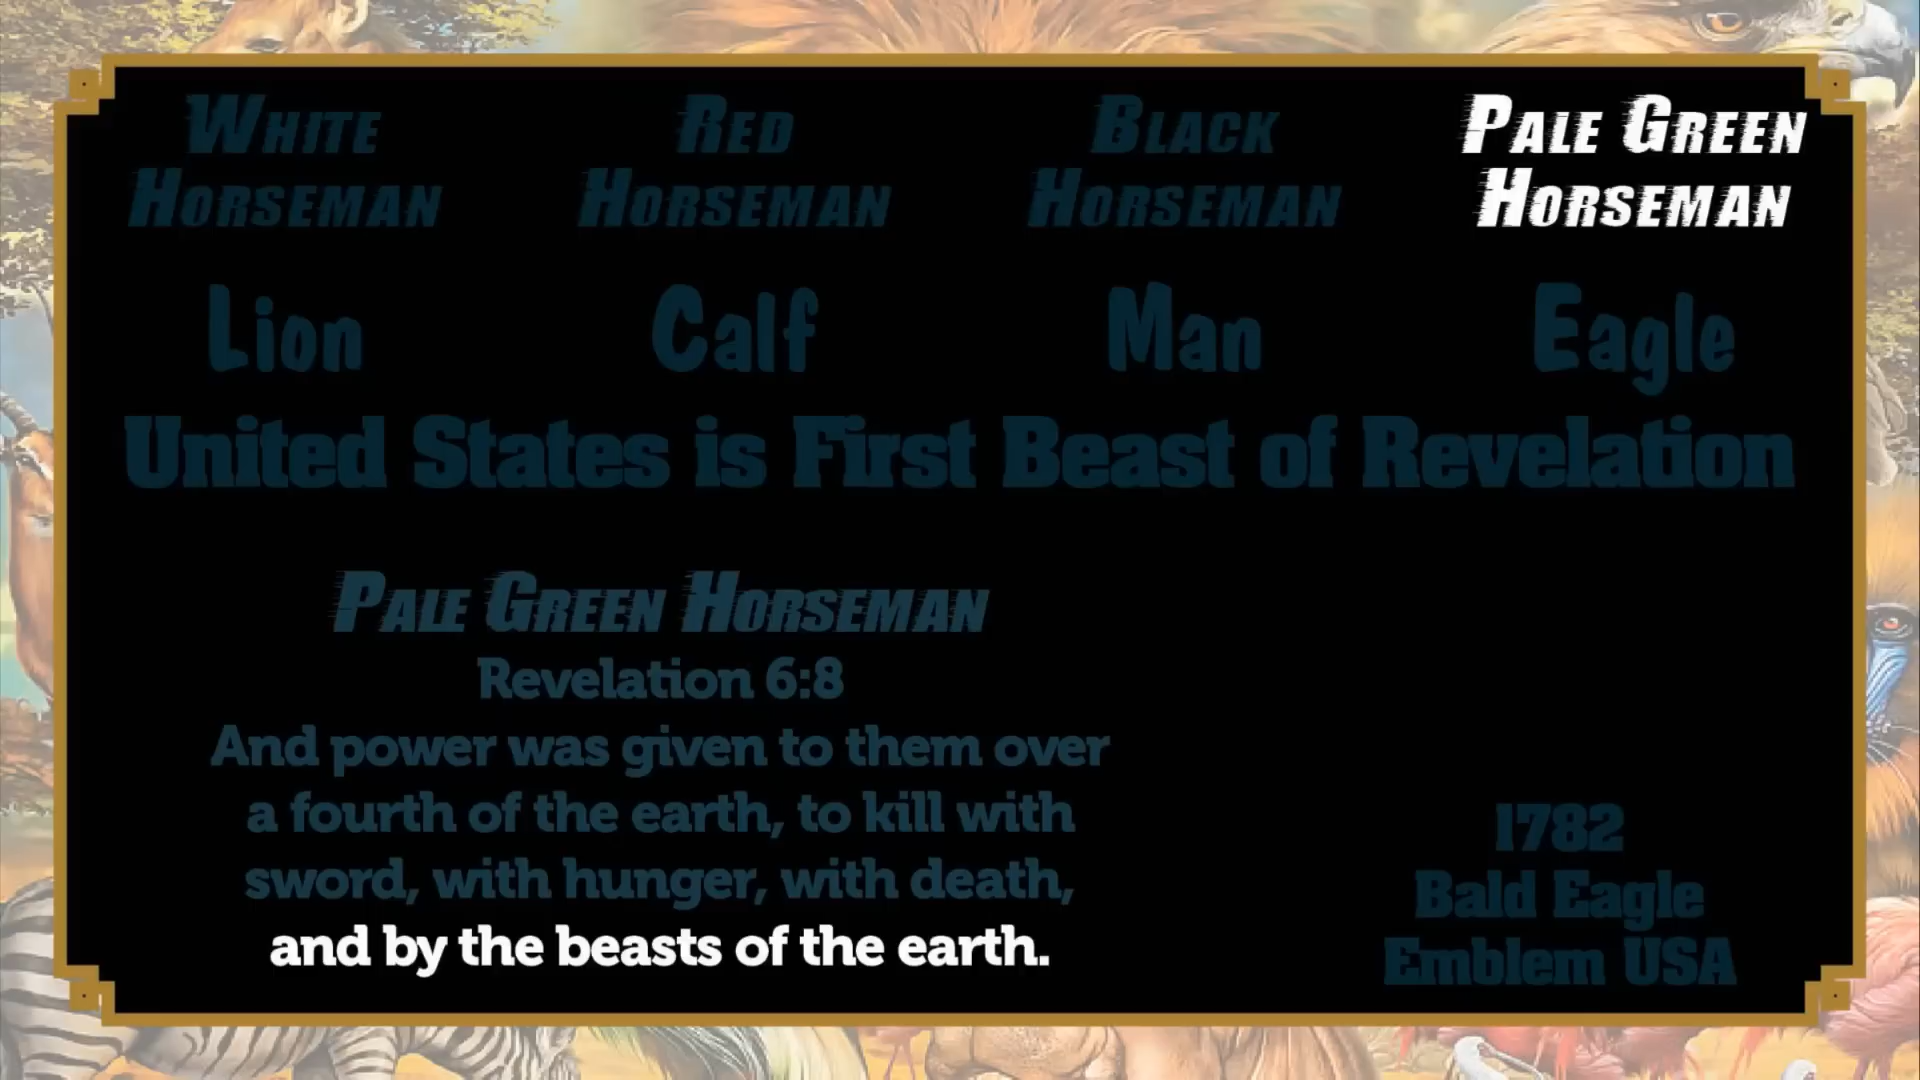 White Red Black Pale Green
Horseman Horseman Horseman Horseman
Lion Calf Man Eagle
United States is First Beast of Revelation
Pale Green Horseman
Revelation 6:8
And power was given to them over
a fourth of the earth, to kill with
sword, with hunger, with death,
and by the beasts of the earth.
1782
Bald Eagle
Emblem USA